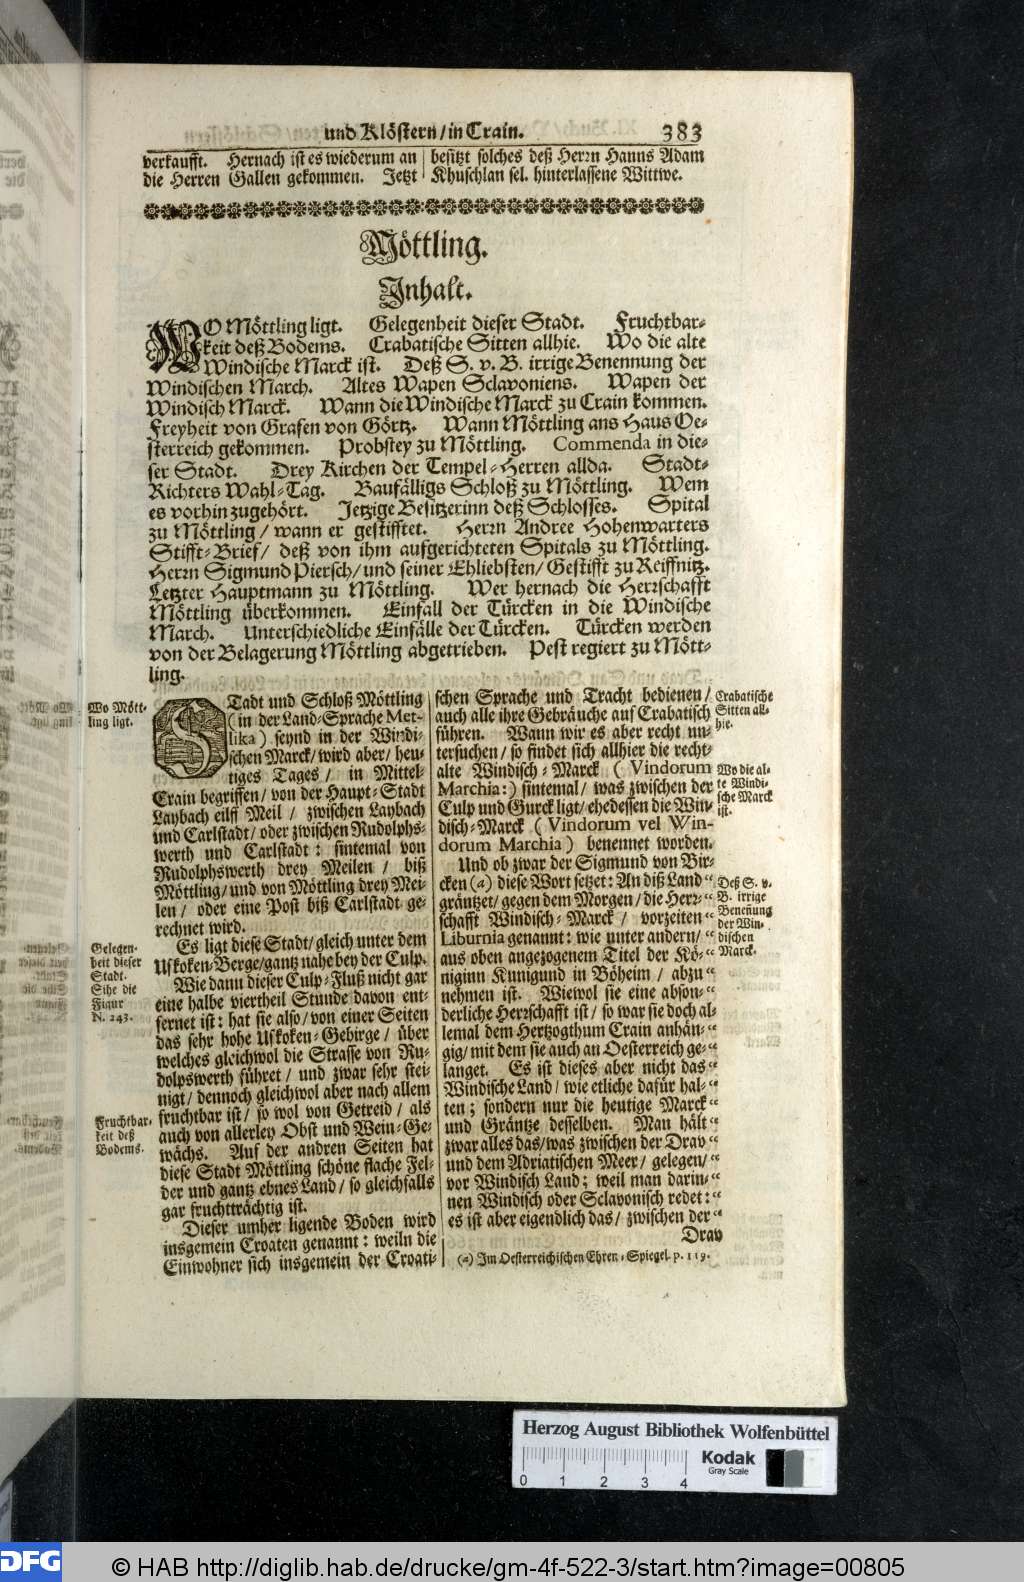 und Klöstern/ in Crain. 383
verkaufft. Hernach ist es wiederum an
die Herren Gallen gekommen. Jetzt
besitzt solches deß Herrn Hanns Adam
Khuschlan sel. hinterlassene Wittwe.
Möttling.
Inhalt.
WO Möttling ligt. Gelegenheit dieser Stadt. Fruchtbar-
keit deß Bodems. Crabatische Sitten allhie. Wo die alte
Windische Marck ist. Deß S. v. B. irrige Benennung der
Windischen March. Altes Wapen Sclavoniens. Wapen der
Windisch Marck. Wann die Windische Marck zu Crain kommen.
Freyheit von Grafen von Görtz. Wann Möttling ans Haus Oe-
sterreich gekommen. Probstey zu Möttling. Commenda in die-
ser Stadt. Drey Kirchen der Tempel-Herren allda. Stadt-
Richters Wahl-Tag. Baufälligs Schloß zu Möttling. Wem
es vorhin zugehört. Jetzige Besitzerinn deß Schlosses. Spital
zu Möttling/ wann er gestifftet. Herrn Andree Hohenwarters
Stifft-Brief/ deß von ihm aufgerichteten Spitals zu Möttling.
Herrn Sigmund Piersch/ und seiner Ehliebsten/ Gestifft zu Reiffnitz.
Letzter Hauptmann zu Möttling. Wer hernach die Herrschafft
Möttling überkommen. Einfall der Türcken in die Windische
March. Unterschiedliche Einfälle der Türcken. Türcken werden
von der Belagerung Möttling abgetrieben. Pest regiert zu Mött-
ling.
Wo Mött-
ling ligt.
STadt und Schloß Möttling
(in der Land-Sprache Met-
lika) seynd in der Windi-
schen Marck/ wird aber/ heu-
tiges Tages/ in Mittel-
Crain begriffen/ von der Haupt-Stadt
Laybach eilff Meil/ zwischen Laybach
und Carlstadt/ oder zwischen Rudolphs-
werth und Carlstadt: sintemal von
Rudolphswerth drey Meilen/ biß
Möttling/ und von Möttling drey Mei-
len/ oder eine Post biß Carlstadt ge-
rechnet wird.
Gelegen-
heit dieser
Stadt.
Sihe die
Figur
N. 243.
Es ligt diese Stadt/ gleich unter dem
Uskoken-Berge/ gantz nahe bey der Culp.
Wie dann dieser Culp-Fluß nicht gar
eine halbe viertheil Stunde davon ent-
fernet ist: hat sie also/ von einer Seiten
das sehr hohe Uskoken-Gebirge/ über
welches gleichwol die Strasse von Ru-
dolpswerth führet/ und zwar sehr stei-
nigt/ dennoch gleichwol aber nach allem
fruchtbar ist/ so wol von Getreid/ als
auch von allerley Obst und Wein-Ge-
wächs. Auf der andren Seiten hat
diese Stadt Möttling schöne flache Fel-
der und gantz ebnes Land/ so gleichfalls
gar fruchtträchtig ist.
Fruchtbar-
keit deß
Bodems.
Dieser umher ligende Boden wird
insgemein Croaten genannt: weiln die
Einwohner sich insgemein der Croati-
schen Sprache und Tracht bedienen/
auch alle ihre Gebräuche auf Crabatisch
führen. Wann wir es aber recht un-
tersuchen/ so findet sich allhier die recht-
alte Windisch-Marck (Vindorum
Marchia:) sintemal/ was zwischen der
Culp und Gurck ligt/ ehedessen die Win-
disch-Marck (Vindorum vel Win-
dorum Marchia) benennet worden.
Crabatische
Sitten all-
hie.
Wo die al-
te Windi-
sche Marck
ist.
Und ob zwar der Sigmund von Bir-
cken (a) diese Wort setzet: An diß Land"
gräntzet/ gegen dem Morgen/ die Herr-"
schafft Windisch-Marck/ vorzeiten"
Liburnia genannt: wie unter andern/"
aus oben angezogenem Titel der Kö-"
niginn Kunigund in Böheim/ abzu"
nehmen ist. Wiewol sie eine abson-"
derliche Herrschafft ist/ so war sie doch al-
lemal dem Hertzogthum Crain anhän-"
gig/ mit dem sie auch an Oesterreich ge-"
langet. Es ist dieses aber nicht das"
Windische Land/ wie etliche dafür hal-"
ten; sondern nur die heutige Marck"
und Gräntze desselben. Man hält"
zwar alles das/ was zwischen der Drav"
und dem Adriatischen Meer/ gelegen/"
vor Windisch Land; weil man darin-"
nen Windisch oder Sclavonisch redet:"
es ist aber eigendlich das/ zwischen der"
Drav
Deß S. v.
B. irrige
Benennung
der Win-
dischen
Marck.
(a) Im Oesterreichischen Ehren-Spiegel. p. 119.
Herzog August Bibliothek Wolfenbüttel
Kodak
Gray Scale
0 1 2 3 4
DFG
© HAB http://diglib.hab.de/drucke/gm-4f-522-3/start.htm?image=00805